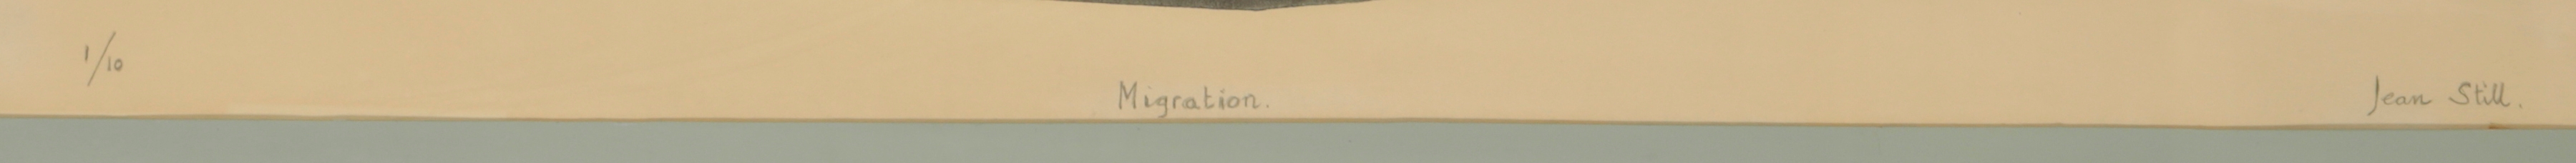 1/10
Migration.
Jean Still.